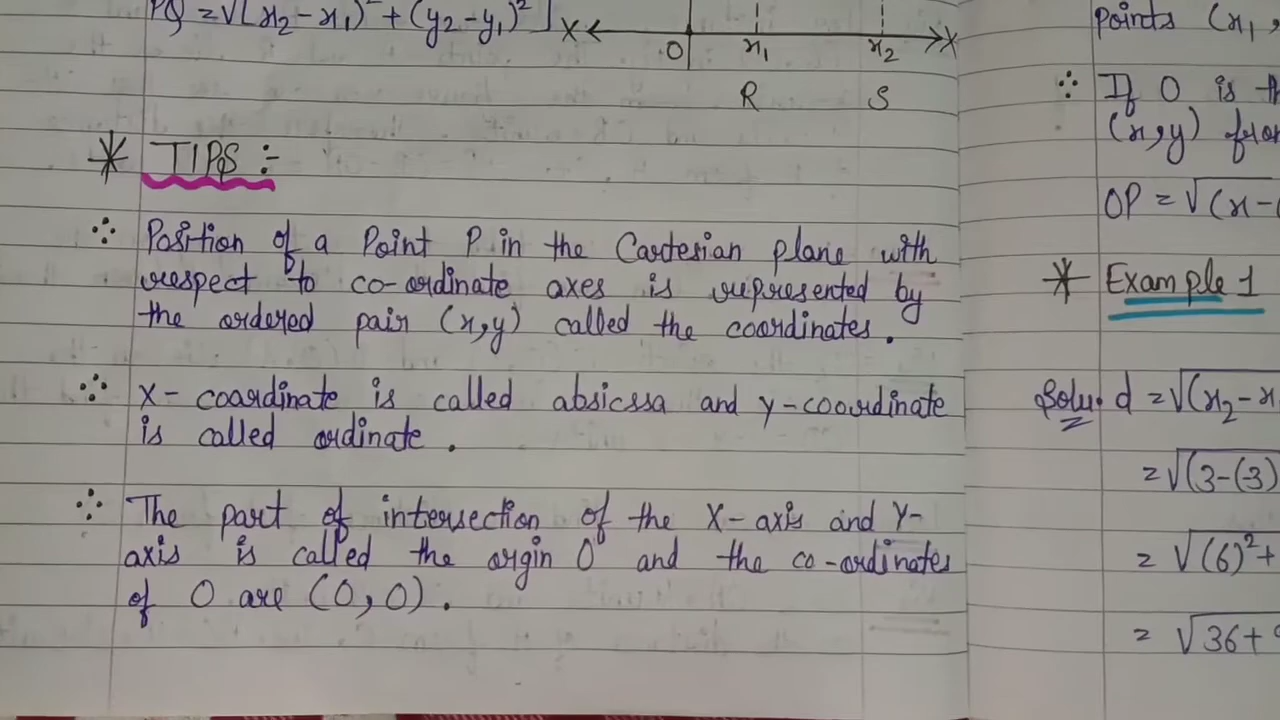 PQ = √[x₂ - x₁)² + (y₂-y₁)²]
X
O
x₁
x₂
X
R
S
* TIPS :-
∴ Position of a Point P in the Cartesian plane with
respect to co-ordinate axes is represented by
the ordered pair (x,y) called the coordinates.
∴ X- coordinate is called absicssa and y-coordinate
is called ordinate.
∴ The part of intersection of the X-axis and Y-
axis is called the origin O and the co-ordinates
of O are (0,0).
points (x₁,
∴ If O is
(x,y) from
OP = √(x-
* Example 1
Solu. d = √(x₂ - x
= √(3-(-3)
= √(6)² +
= √36+